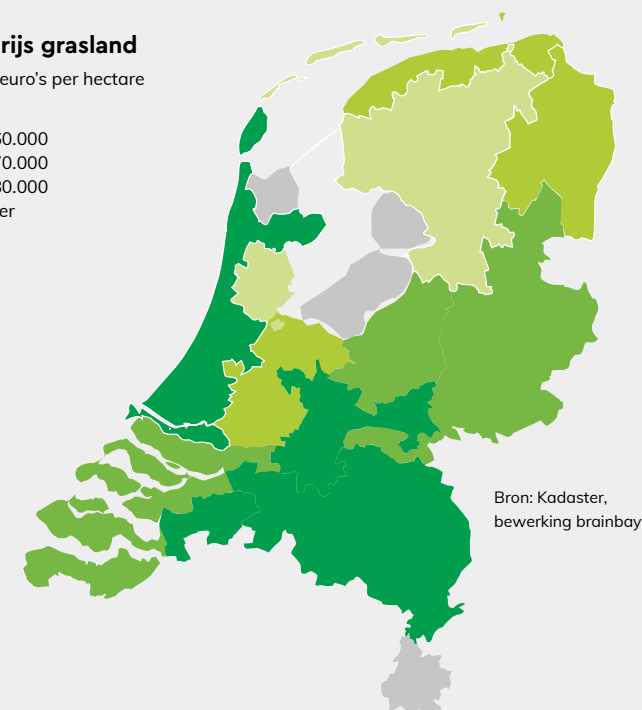 rijs grasland
euro's per hectare
60.000
70.000
80.000
er
Bron: Kadaster,
bewerking brainbay